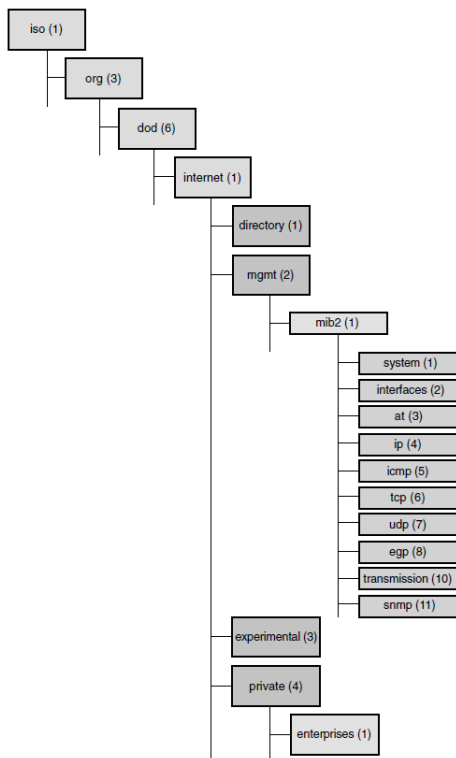 iso (1)
org (3)
dod (6)
internet (1)
directory (1)
mgmt (2)
mib2 (1)
system (1)
interfaces (2)
at (3)
ip (4)
icmp (5)
tcp (6)
udp (7)
egp (8)
transmission (10)
snmp (11)
experimental (3)
private (4)
enterprises (1)